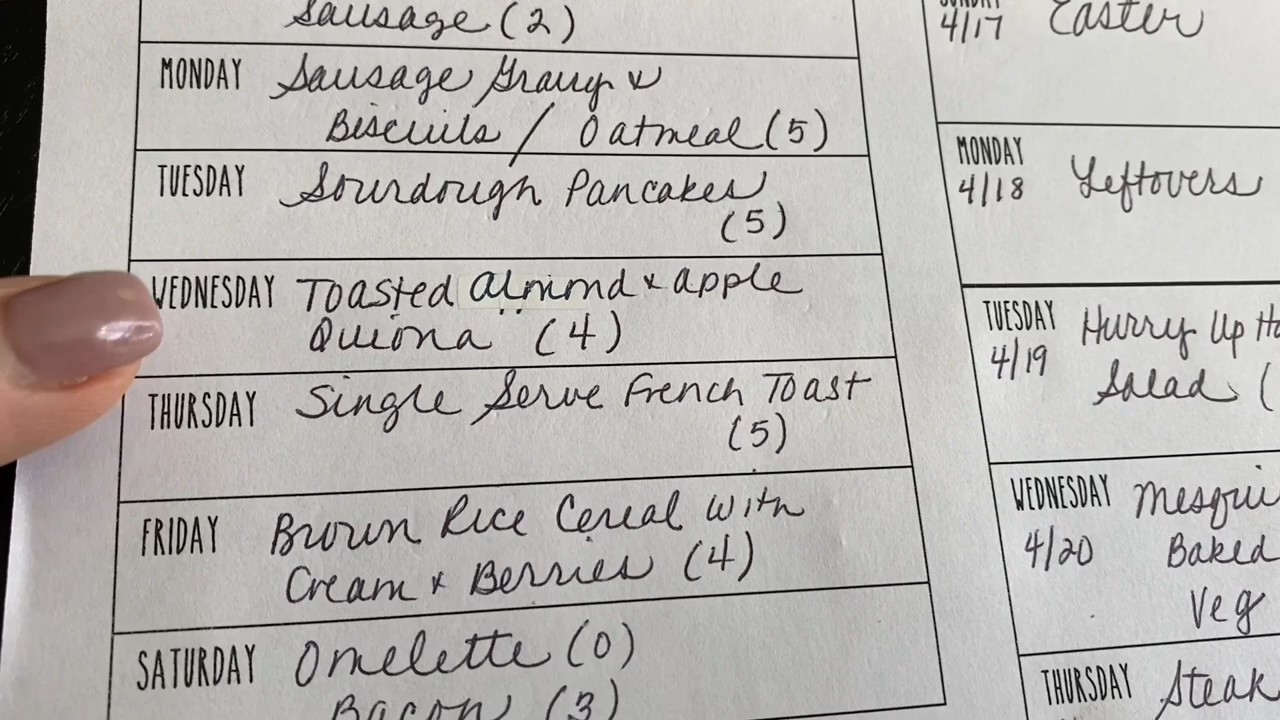 Sausage (2)
MONDAY Sausage Gravy &
Biscuits / Oatmeal (5)
TUESDAY Sourdough Pancakes
(5)
WEDNESDAY Toasted Almond & apple
Quiona (4)
THURSDAY Single Serve French Toast
(5)
FRIDAY Brown Rice Cereal with
Cream & Berries (4)
SATURDAY Omelette (0)
Bacon (3)
SUNDAY
4/17 Easter
MONDAY
4/18 Leftovers
TUESDAY Hurry Up
4/19 Salad (
WEDNESDAY
4/20 Baked
Veg
THURSDAY Steak